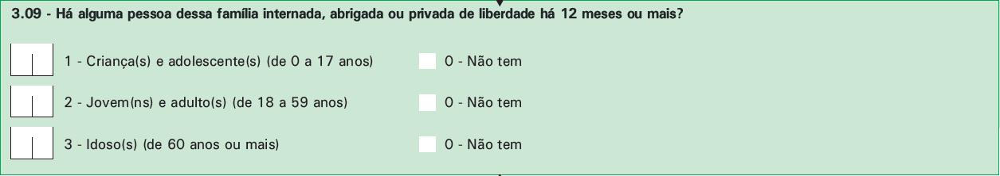 3.09 - Há alguma pessoa dessa família internada, abrigada ou privada de liberdade há 12 meses ou mais?
1 - Criança(s) e adolescente(s) (de 0 a 17 anos) 0 - Não tem
2 - Jovem(ns) e adulto(s) (de 18 a 59 anos) 0 - Não tem
3 - Idoso(s) (de 60 anos ou mais) 0 - Não tem